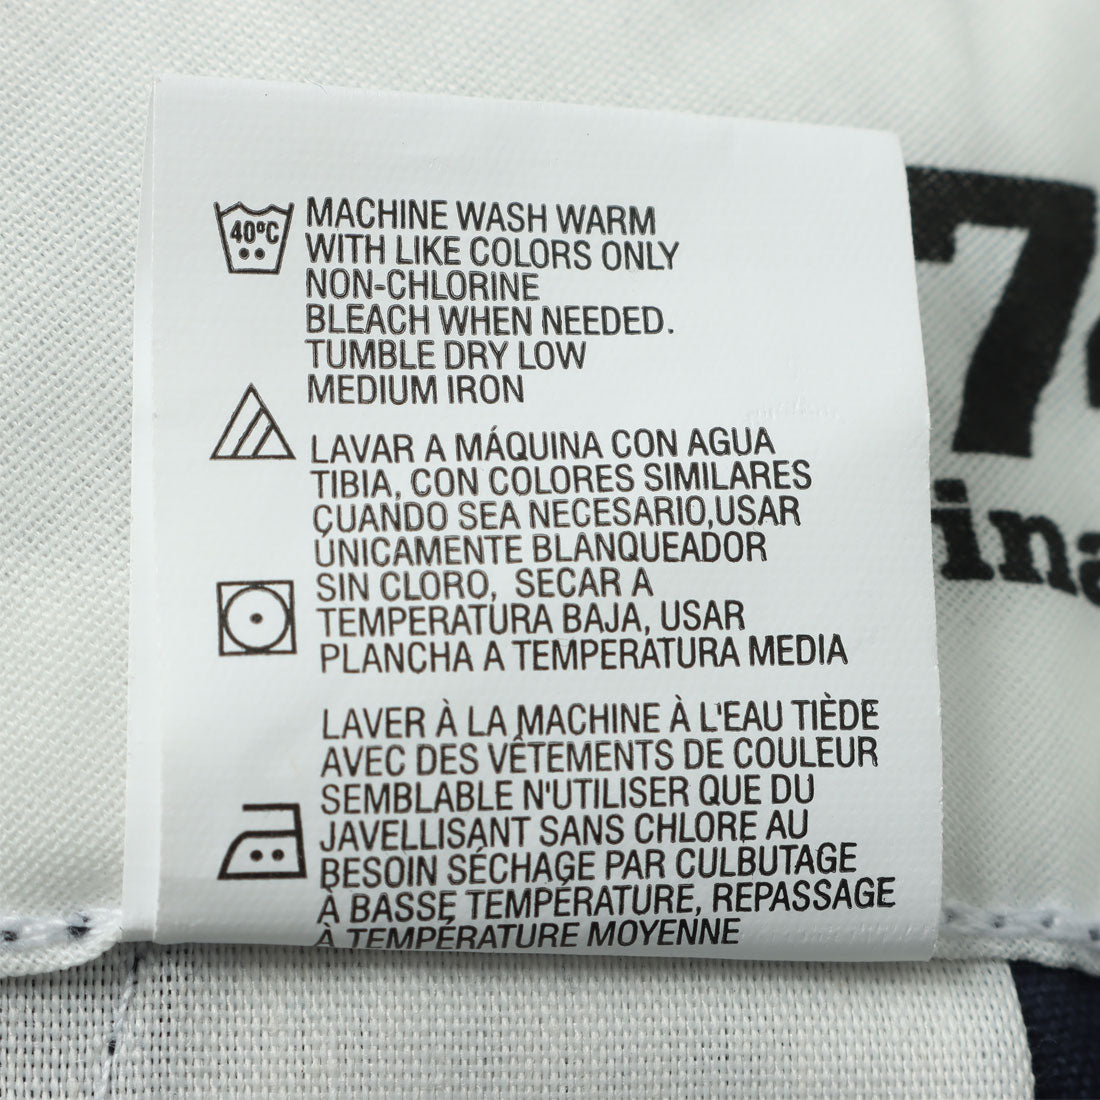 40ºC
MACHINE WASH WARM
WITH LIKE COLORS ONLY
NON-CHLORINE
BLEACH WHEN NEEDED.
TUMBLE DRY LOW
MEDIUM IRON
LAVAR A MÁQUINA CON AGUA
TIBIA, CON COLORES SIMILARES
CUANDO SEA NECESARIO,USAR
ÚNICAMENTE BLANQUEADOR
SIN CLORO, SECAR A
TEMPERATURA BAJA, USAR
PLANCHA A TEMPERATURA MEDIA
LAVER À LA MACHINE À L'EAU TIÈDE
AVEC DES VÊTEMENTS DE COULEUR
SEMBLABLE N'UTILISER QUE DU
JAVELLISANT SANS CHLORE AU
BESOIN SÉCHAGE PAR CULBUTAGE
À BASSE TEMPÉRATURE, REPASSAGE
À TEMPÉRATURE MOYENNE